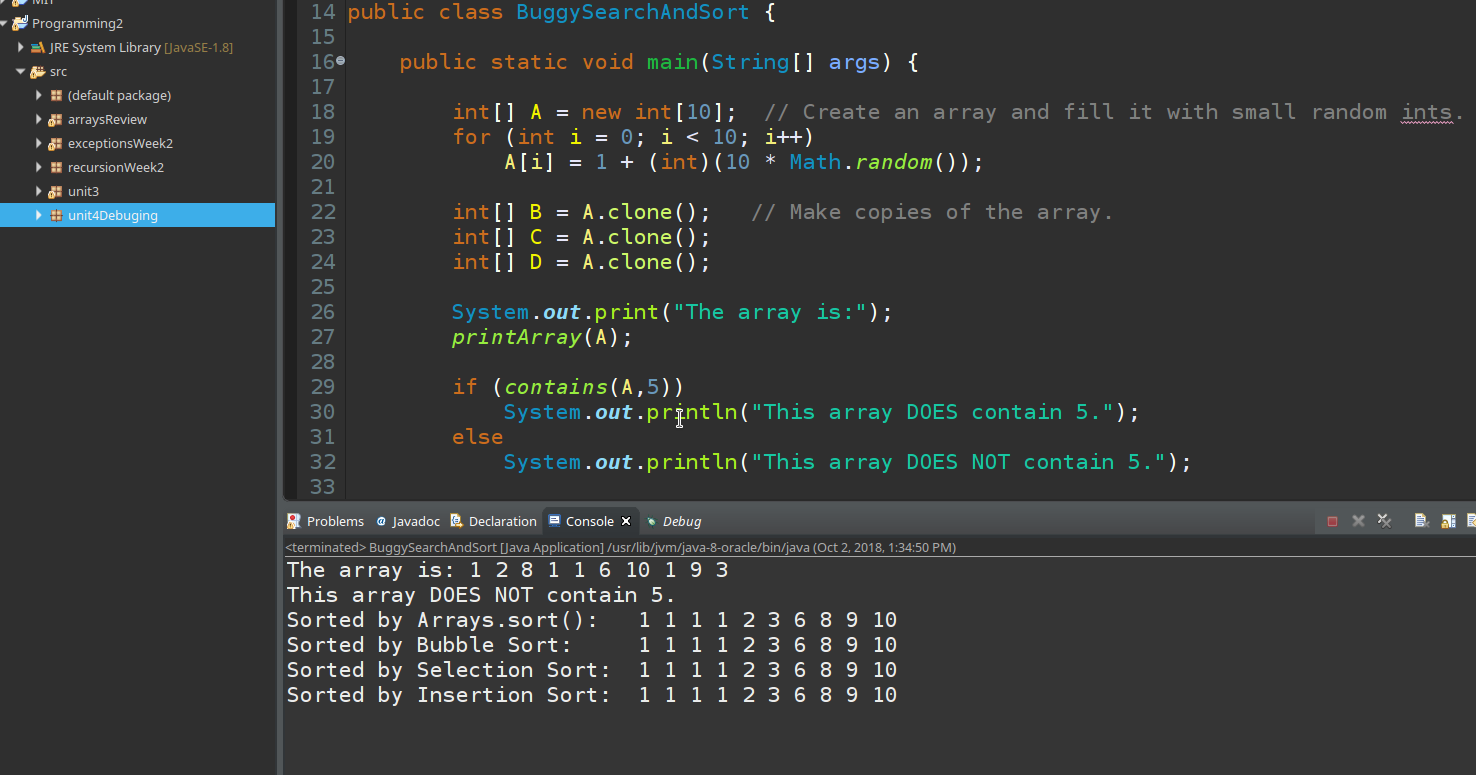 MIT
Programming2
JRE System Library [JavaSE-1.8]
src
(default package)
arraysReview
exceptionsWeek2
recursionWeek2
unit3
unit4Debuging
14 public class BuggySearchAndSort {
15
16 public static void main(String[] args) {
17
18 int[] A = new int[10]; // Create an array and fill it with small random ints.
19 for (int i = 0; i < 10; i++)
20 A[i] = 1 + (int)(10 * Math.random());
21
22 int[] B = A.clone(); // Make copies of the array.
23 int[] C = A.clone();
24 int[] D = A.clone();
25
26 System.out.print("The array is:");
27 printArray(A);
28
29 if (contains(A,5))
30 System.out.println("This array DOES contain 5.");
31 else
32 System.out.println("This array DOES NOT contain 5.");
33
Problems Javadoc Declaration Console Debug
<terminated> BuggySearchAndSort [Java Application] /usr/lib/jvm/java-8-oracle/bin/java (Oct 2, 2018, 1:34:50 PM)
The array is: 1 2 8 1 1 6 10 1 9 3
This array DOES NOT contain 5.
Sorted by Arrays.sort(): 1 1 1 1 2 3 6 8 9 10
Sorted by Bubble Sort: 1 1 1 1 2 3 6 8 9 10
Sorted by Selection Sort: 1 1 1 1 2 3 6 8 9 10
Sorted by Insertion Sort: 1 1 1 1 2 3 6 8 9 10